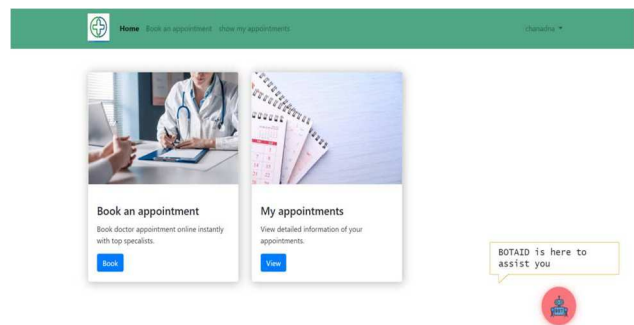 Home Book an appointment show my appointments
Book an appointment
Book doctor appointment online instantly
with top specalists.
Book
My appointments
View detailed information of your
appointments.
View
BOTAID is here to
assist you